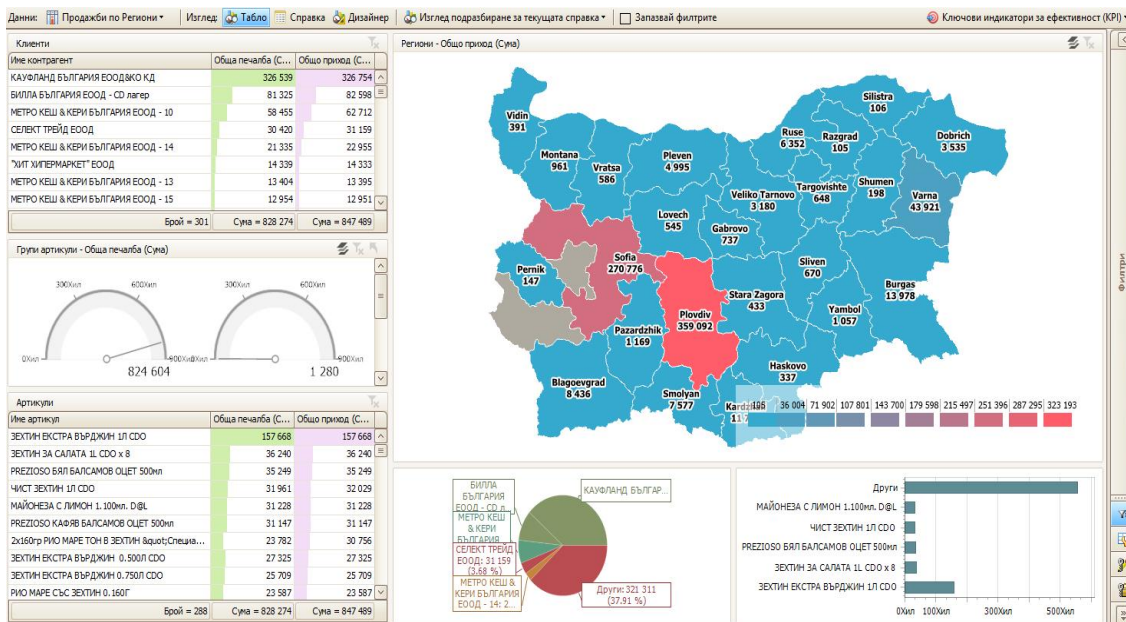 Данни: Продажби по Региони Изглед: Табло Справка Дизайнер Изглед подразбиране за текущата справка Запазвай филтрите Ключови индикатори за ефективност (KPI)
Клиенти
Име контрагент Обща печалба (С... Общо приход (С...
КАУФЛАНД БЪЛГАРИЯ ЕООД&КО КД 326 539 326 754
БИЛЛА БЪЛГАРИЯ ЕООД - CD лагер 81 325 82 598
МЕТРО КЕШ & КЕРИ БЪЛГАРИЯ ЕООД - 10 58 455 62 712
СЕЛЕКТ ТРЕЙД ЕООД 30 420 31 159
МЕТРО КЕШ & КЕРИ БЪЛГАРИЯ ЕООД - 14 21 335 22 955
"ХИТ ХИПЕРМАРКЕТ" ЕООД 14 339 14 333
МЕТРО КЕШ & КЕРИ БЪЛГАРИЯ ЕООД - 13 13 404 13 395
МЕТРО КЕШ & КЕРИ БЪЛГАРИЯ ЕООД - 15 12 954 12 951
Брой = 301 Сума = 828 274 Сума = 847 489
Групи артикули - Обща печалба (Сума)
300Хил 600Хил 300Хил 600Хил
0Хил 900Хил 0Хил 900Хил
824 604 1 280
Артикули
Име артикул Обща печалба (С... Общо приход (С...
ЗЕХТИН ЕКСТРА ВЪРДЖИН 1Л CDO 157 668 157 668
ЗЕХТИН ЗА САЛАТА 1L CDO x 8 36 240 36 240
PREZIOSO БЯЛ БАЛСАМОВ ОЦЕТ 500мл 35 249 35 249
ЧИСТ ЗЕХТИН 1Л CDO 31 961 32 029
МАЙОНЕЗА С ЛИМОН 1.100мл. D@L 31 228 31 228
PREZIOSO КАФЯВ БАЛСАМОВ ОЦЕТ 500мл 31 147 31 147
2x160гр РИО МАРЕ ТОН В ЗЕХТИН &quot;Специа... 23 782 30 756
ЗЕХТИН ЕКСТРА ВЪРДЖИН 0.500Л CDO 27 325 27 325
ЗЕХТИН ЕКСТРА ВЪРДЖИН 0.750Л CDO 25 709 25 709
РИО МАРЕ СЪС ЗЕХТИН 0.160Г 23 587 23 587
Брой = 288 Сума = 828 274 Сума = 847 489
Региони - Общо приход (Сума)
Vidin
391
Montana
961
Vratsa
586
Pleven
4 995
Ruse
6 352
Silistra
106
Razgrad
105
Dobrich
3 535
Veliko Tarnovo
3 180
Targovishte
648
Shumen
198
Varna
43 921
Lovech
545
Gabrovo
737
Sofia
270 776
Pernik
147
Sliven
670
Burgas
13 978
Stara Zagora
433
Plovdiv
359 092
Yambol
1 057
Pazardzhik
1 169
Haskovo
337
Blagoevgrad
8 436
Smolyan
7 577
36 004 71 902 107 801 143 700 179 598 215 497 251 396 287 295 323 193
БИЛЛА
БЪЛГАРИЯ
ЕООД - CD л
МЕТРО КЕШ
& КЕРИ
БЪЛГАРИЯ
СЕЛЕКТ ТРЕЙД
ЕООД: 31 159
(3.68 %)
МЕТРО КЕШ &
КЕРИ БЪЛГАРИЯ
ЕООД - 14: 2...
КАУФЛАНД БЪЛГАР...
Други: 321 311
(37.91 %)
Други
МАЙОНЕЗА С ЛИМОН 1.100мл. D@L
ЧИСТ ЗЕХТИН 1Л CDO
PREZIOSO БЯЛ БАЛСАМОВ ОЦЕТ 500мл
ЗЕХТИН ЗА САЛАТА 1L CDO x 8
ЗЕХТИН ЕКСТРА ВЪРДЖИН 1Л CDO
0Хил 100Хил 300Хил 500Хил
Филтри